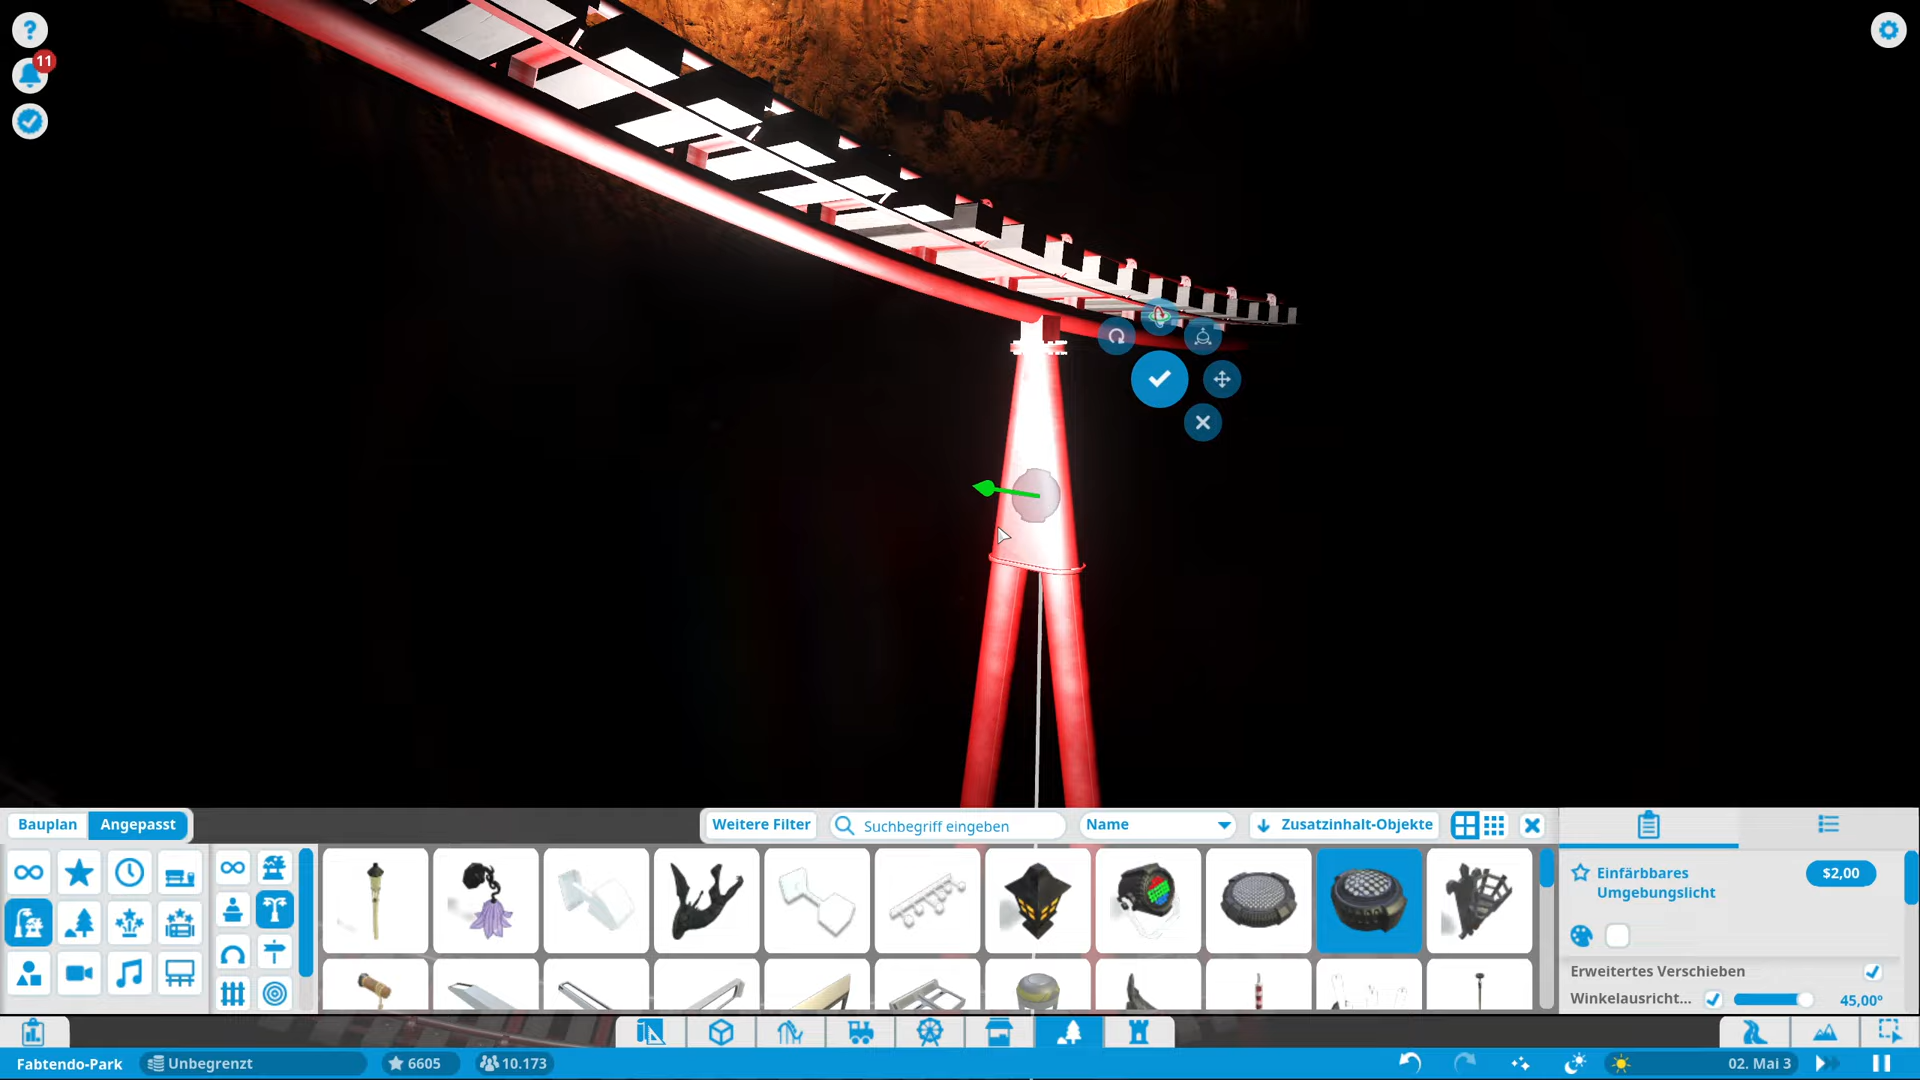 ?
11
Bauplan
Angepasst
Weitere Filter
Suchbegriff eingeben
Name
Zusatzinhalt-Objekte
Einfärbbares
Umgebungslicht
$2,00
Erweitertes Verschieben
Winkelausricht...
45,00°
Fabtendo-Park
Unbegrenzt
6605
10.173
02. Mai 3